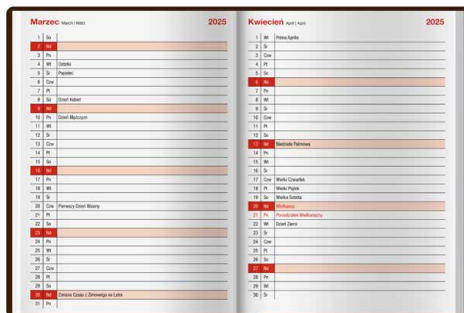 Marzec March | März 2025
1 So
2 Nd
3 Pn
4 Wt Ostatki
5 Śr Popielec
6 Czw
7 Pt
8 So Dzień Kobiet
9 Nd
10 Pn Dzień Mężczyzn
11 Wt
12 Śr
13 Czw
14 Pt
15 So
16 Nd
17 Pn
18 Wt
19 Śr
20 Czw Pierwszy Dzień Wiosny
21 Pt
22 So
23 Nd
24 Pn
25 Wt
26 Śr
27 Czw
28 Pt
29 So
30 Nd Zmiana Czasu z Zimowego na Letni
31 Pn
Kwiecień April | April 2025
1 Wt Prima Aprilis
2 Śr
3 Czw
4 Pt
5 So
6 Nd
7 Pn
8 Wt
9 Śr
10 Czw
11 Pt
12 So
13 Nd Niedziela Palmowa
14 Pn
15 Wt
16 Śr
17 Czw Wielki Czwartek
18 Pt Wielki Piątek
19 So Wielka Sobota
20 Nd Wielkanoc
21 Pn Poniedziałek Wielkanocny
22 Wt Dzień Ziemi
23 Śr
24 Czw
25 Pt
26 So
27 Nd
28 Pn
29 Wt
30 Śr